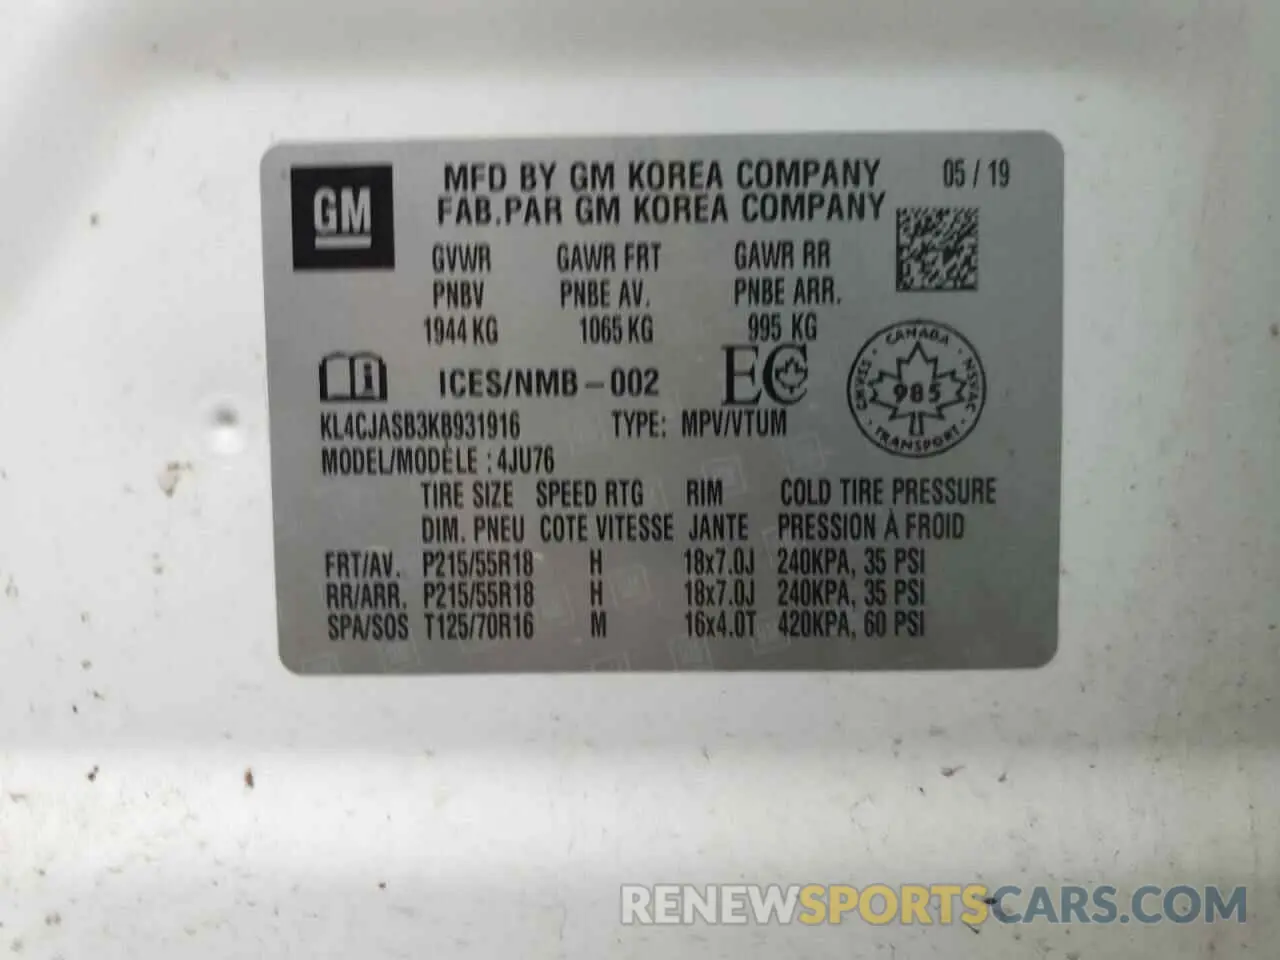 GM
MFD BY GM KOREA COMPANY 05 / 19
FAB.PAR GM KOREA COMPANY
GVWR GAWR FRT GAWR RR
PNBV PNBE AV. PNBE ARR.
1944 KG 1065 KG 995 KG
ICES/NMB-002 EC
CANADA
CMVSS · NSVAC
985
TRANSPORT
KL4CJASB3KB931916 TYPE: MPV/VTUM
MODEL/MODÈLE : 4JU76
TIRE SIZE SPEED RTG RIM COLD TIRE PRESSURE
DIM. PNEU COTE VITESSE JANTE PRESSION À FROID
FRT/AV. P215/55R18 H 18x7.0J 240KPA, 35 PSI
RR/ARR. P215/55R18 H 18x7.0J 240KPA, 35 PSI
SPA/SOS T125/70R16 M 16x4.0T 420KPA, 60 PSI
RENEWSPORTSCARS.COM